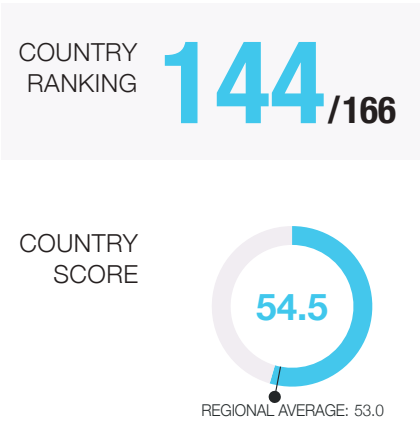 COUNTRY
RANKING
144/166
COUNTRY
SCORE
54.5
REGIONAL AVERAGE: 53.0